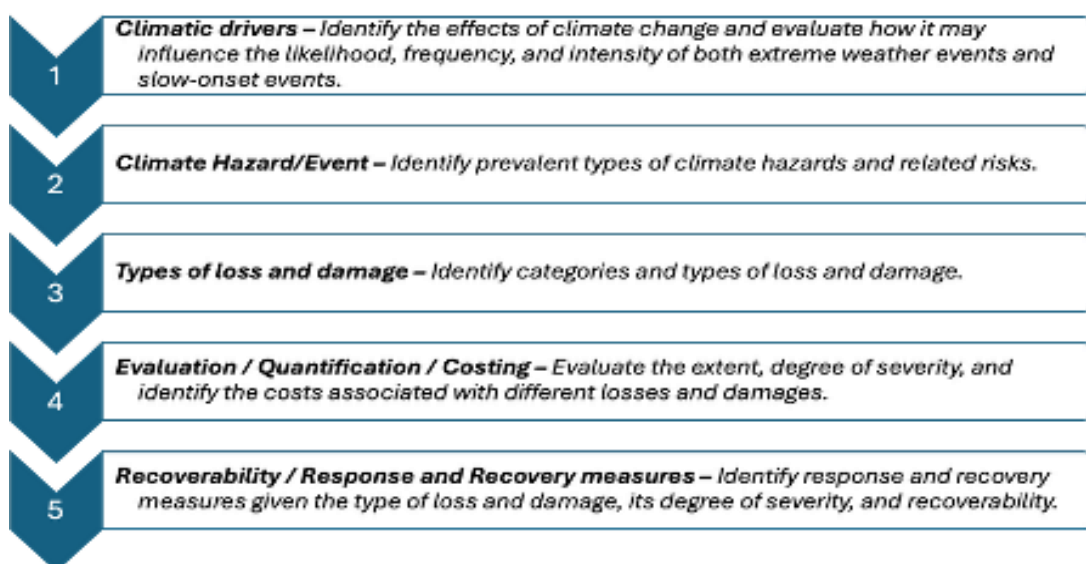 Climatic drivers – Identify the effects of climate change and evaluate how it may
influence the likelihood, frequency, and intensity of both extreme weather events and
slow-onset events.
1
Climate Hazard/Event – Identify prevalent types of climate hazards and related risks.
2
Types of loss and damage – Identify categories and types of loss and damage.
3
Evaluation / Quantification / Costing – Evaluate the extent, degree of severity, and
identify the costs associated with different losses and damages.
4
Recoverability / Response and Recovery measures – Identify response and recovery
measures given the type of loss and damage, its degree of severity, and recoverability.
5